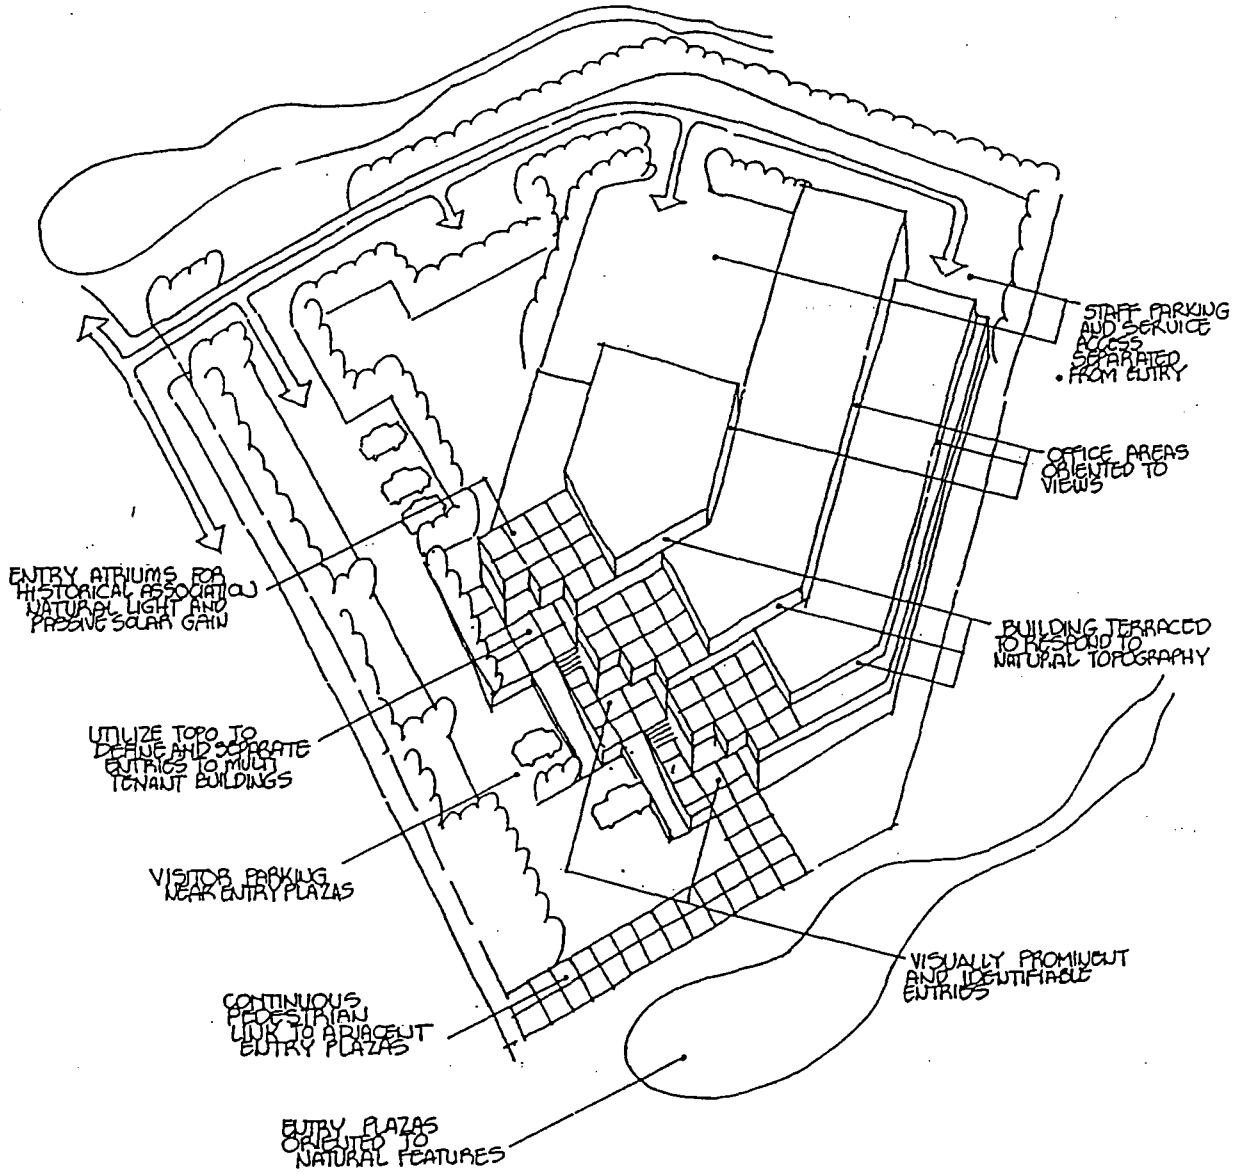 STAFF PARKING
AND SERVICE
ACCESS
SEPARATED
FROM ENTRY
OFFICE AREAS
ORIENTED TO
VIEWS
ENTRY ATRIUMS FOR
HISTORICAL ASSOCIATION
NATURAL LIGHT AND
PASSIVE SOLAR GAIN
BUILDING TERRACED
TO RESPOND TO
NATURAL TOPOGRAPHY
UTILIZE TOPO TO
DEFINE AND SEPARATE
ENTRIES TO MULTI
TENANT BUILDINGS
VISITOR PARKING
NEAR ENTRY PLAZAS
VISUALLY PROMINENT
AND IDENTIFIABLE
ENTRIES
CONTINUOUS
PEDESTRIAN
LINK TO ADJACENT
ENTRY PLAZAS
ENTRY PLAZAS
ORIENTED TO
NATURAL FEATURES